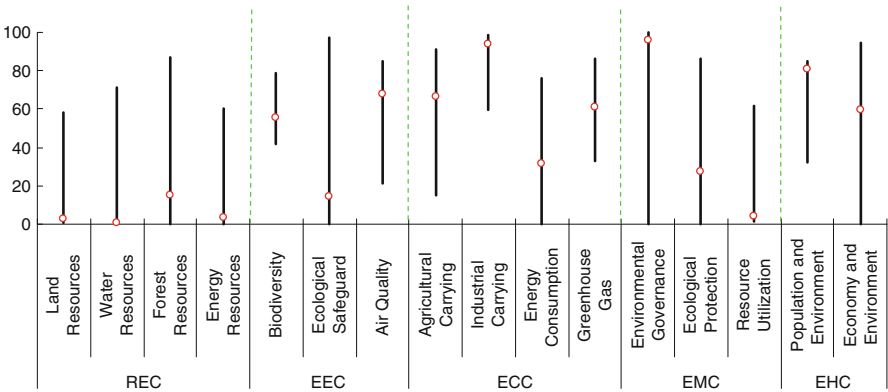 100
80
60
40
20
0
Land
Resources
Water
Resources
Forest
Resources
Energy
Resources
Biodiversity
Ecological
Safeguard
Air Quality
Agricultural
Carrying
Industrial
Carrying
Energy
Consumption
Greenhouse
Gas
Environmental
Governance
Ecological
Protection
Resource
Utilization
Population and
Environment
Economy and
Environment
REC
EEC
ECC
EMC
EHC